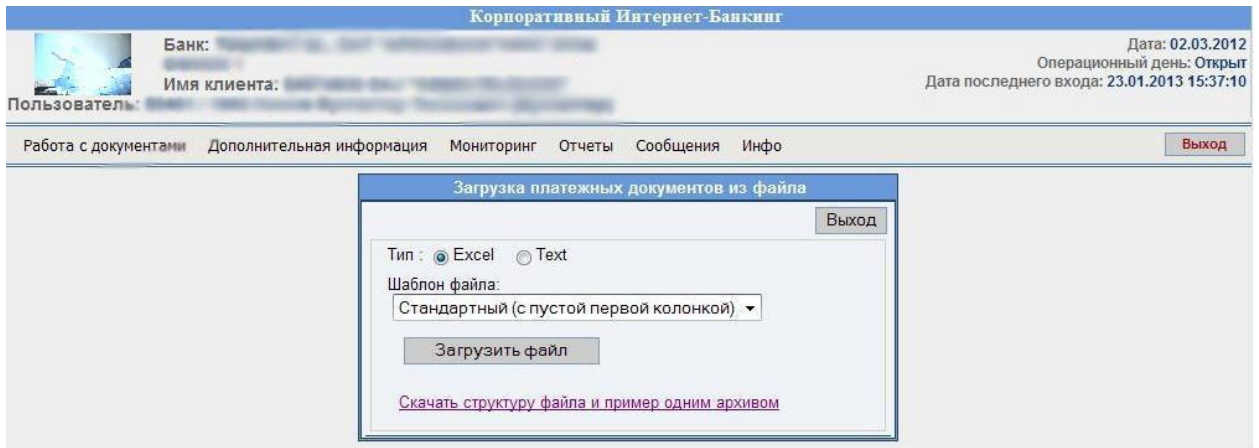 Корпоративный Интернет-Банкинг
Банк:
Имя клиента:
Пользователь:
Дата: 02.03.2012
Операционный день: Открыт
Дата последнего входа: 23.01.2013 15:37:10
Работа с документами Дополнительная информация Мониторинг Отчеты Сообщения Инфо Выход
Загрузка платежных документов из файла
Выход
Тип : Excel Text
Шаблон файла:
Стандартный (с пустой первой колонкой)
Загрузить файл
Скачать структуру файла и пример одним архивом